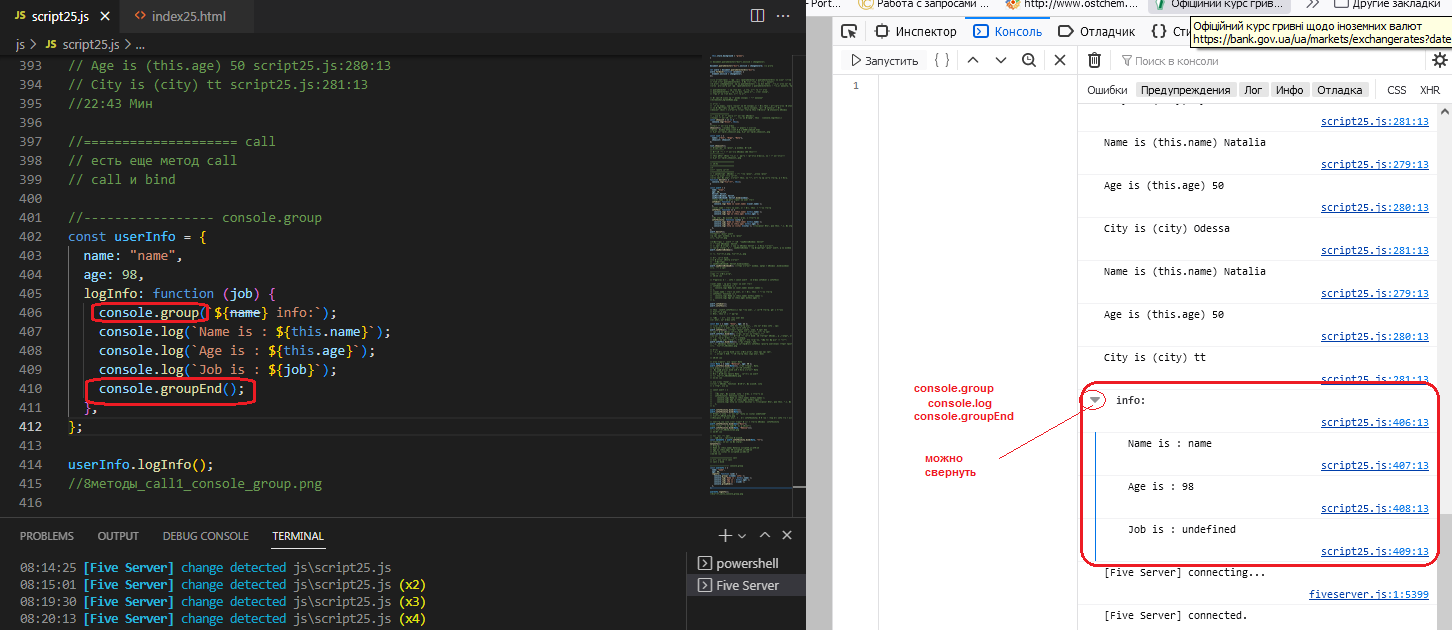 JS script25.js ×
<> index25.html
js > JS script25.js > ...
393 // Age is (this.age) 50 script25.js:280:13
394 // City is (city) tt script25.js:281:13
395 //22:43 Мин
396
397 //==================== call
398 // есть еще метод call
399 // call и bind
400
401 //----------------- console.group
402 const userInfo = {
403 name: "name",
404 age: 98,
405 logInfo: function (job) {
406 console.group(`${name} info:`);
407 console.log(`Name is : ${this.name}`);
408 console.log(`Age is : ${this.age}`);
409 console.log(`Job is : ${job}`);
410 console.groupEnd();
411 },
412 };
413
414 userInfo.logInfo();
415 //8методы_call1_console_group.png
416
PROBLEMS OUTPUT DEBUG CONSOLE TERMINAL
08:14:25 [Five Server] change detected js\script25.js
08:15:01 [Five Server] change detected js\script25.js (x2)
08:19:30 [Five Server] change detected js\script25.js (x3)
08:20:13 [Five Server] change detected js\script25.js (x4)
powershell
Five Server
- Port...
Работа с запросами ...
http://www.ostchem....
Офіційний курс грив...
Другие закладки
Инспектор Консоль Отладчик {} Сти
Офіційний курс гривні щодо іноземних валют
https://bank.gov.ua/ua/markets/exchangerates?date
Запустить { }
Поиск в консоли
1
Ошибки Предупреждения Лог Инфо Отладка CSS XHR
script25.js:281:13
Name is (this.name) Natalia
script25.js:279:13
Age is (this.age) 50
script25.js:280:13
City is (city) Odessa
script25.js:281:13
Name is (this.name) Natalia
script25.js:279:13
Age is (this.age) 50
script25.js:280:13
City is (city) tt
script25.js:281:13
console.group
console.log
console.groupEnd
можно
свернуть
info:
script25.js:406:13
Name is : name
script25.js:407:13
Age is : 98
script25.js:408:13
Job is : undefined
script25.js:409:13
[Five Server] connecting...
fiveserver.js:1:5399
[Five Server] connected.